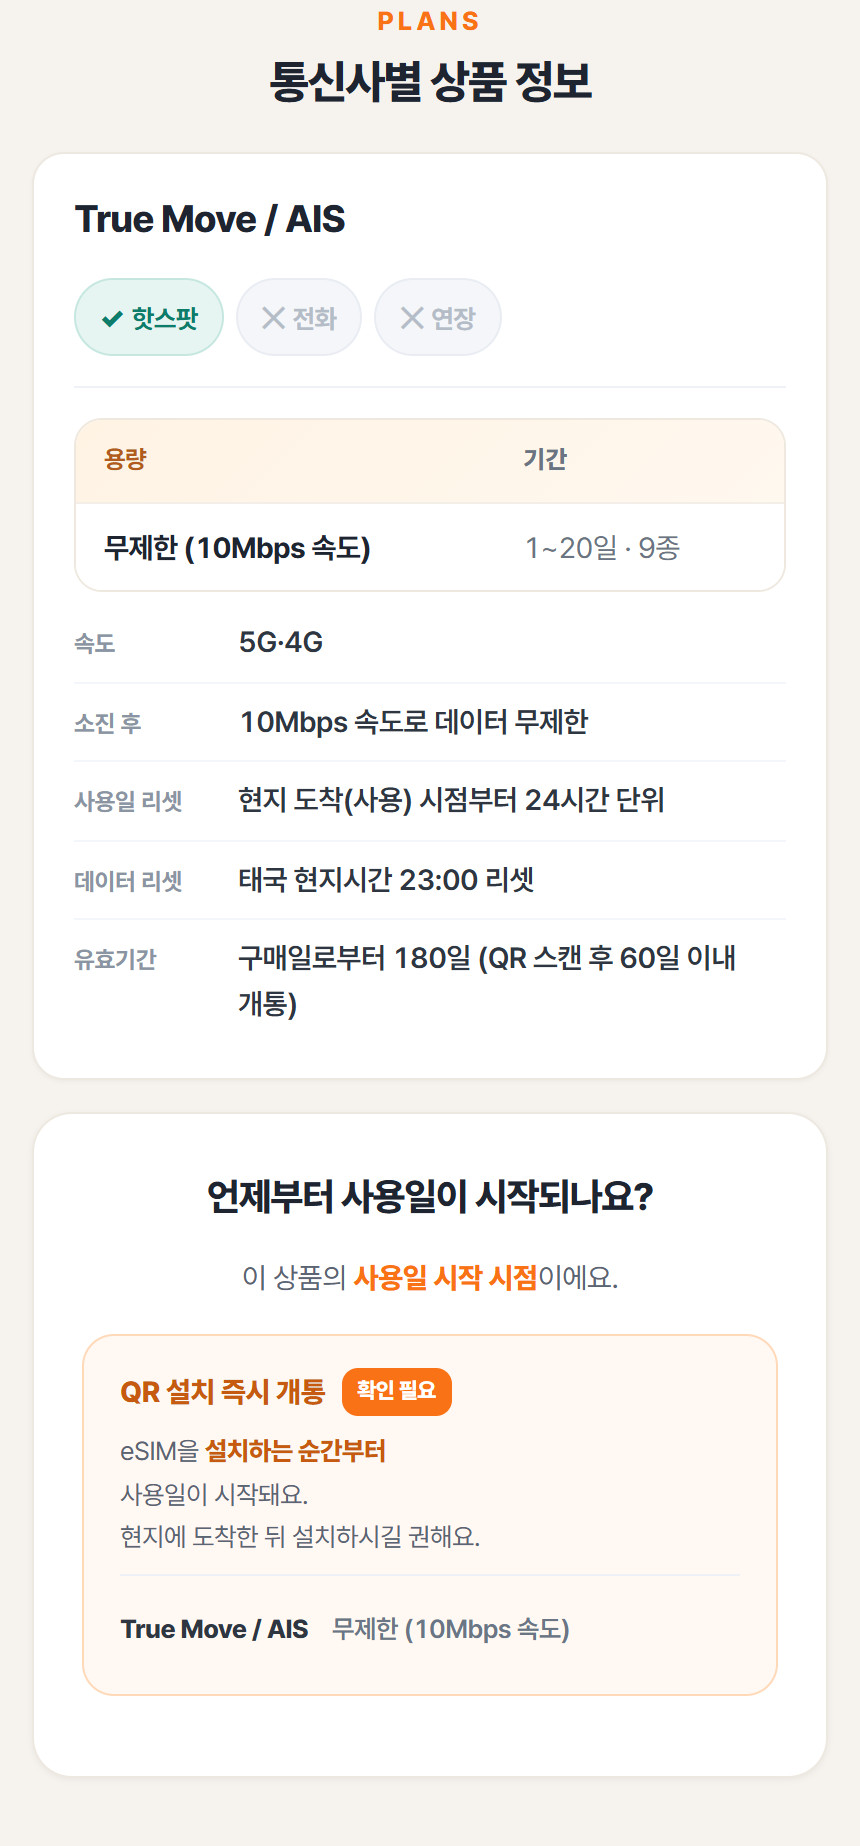 PLANS
통신사별 상품 정보
True Move / AIS
✓ 핫스팟 ✕ 전화 ✕ 연장
용량 기간
무제한 (10Mbps 속도) 1~20일 · 9종
속도 5G·4G
소진 후 10Mbps 속도로 데이터 무제한
사용일 리셋 현지 도착(사용) 시점부터 24시간 단위
데이터 리셋 태국 현지시간 23:00 리셋
유효기간 구매일로부터 180일 (QR 스캔 후 60일 이내
개통)
언제부터 사용일이 시작되나요?
이 상품의 사용일 시작 시점이에요.
QR 설치 즉시 개통 확인 필요
eSIM을 설치하는 순간부터
사용일이 시작돼요.
현지에 도착한 뒤 설치하시길 권해요.
True Move / AIS 무제한 (10Mbps 속도)